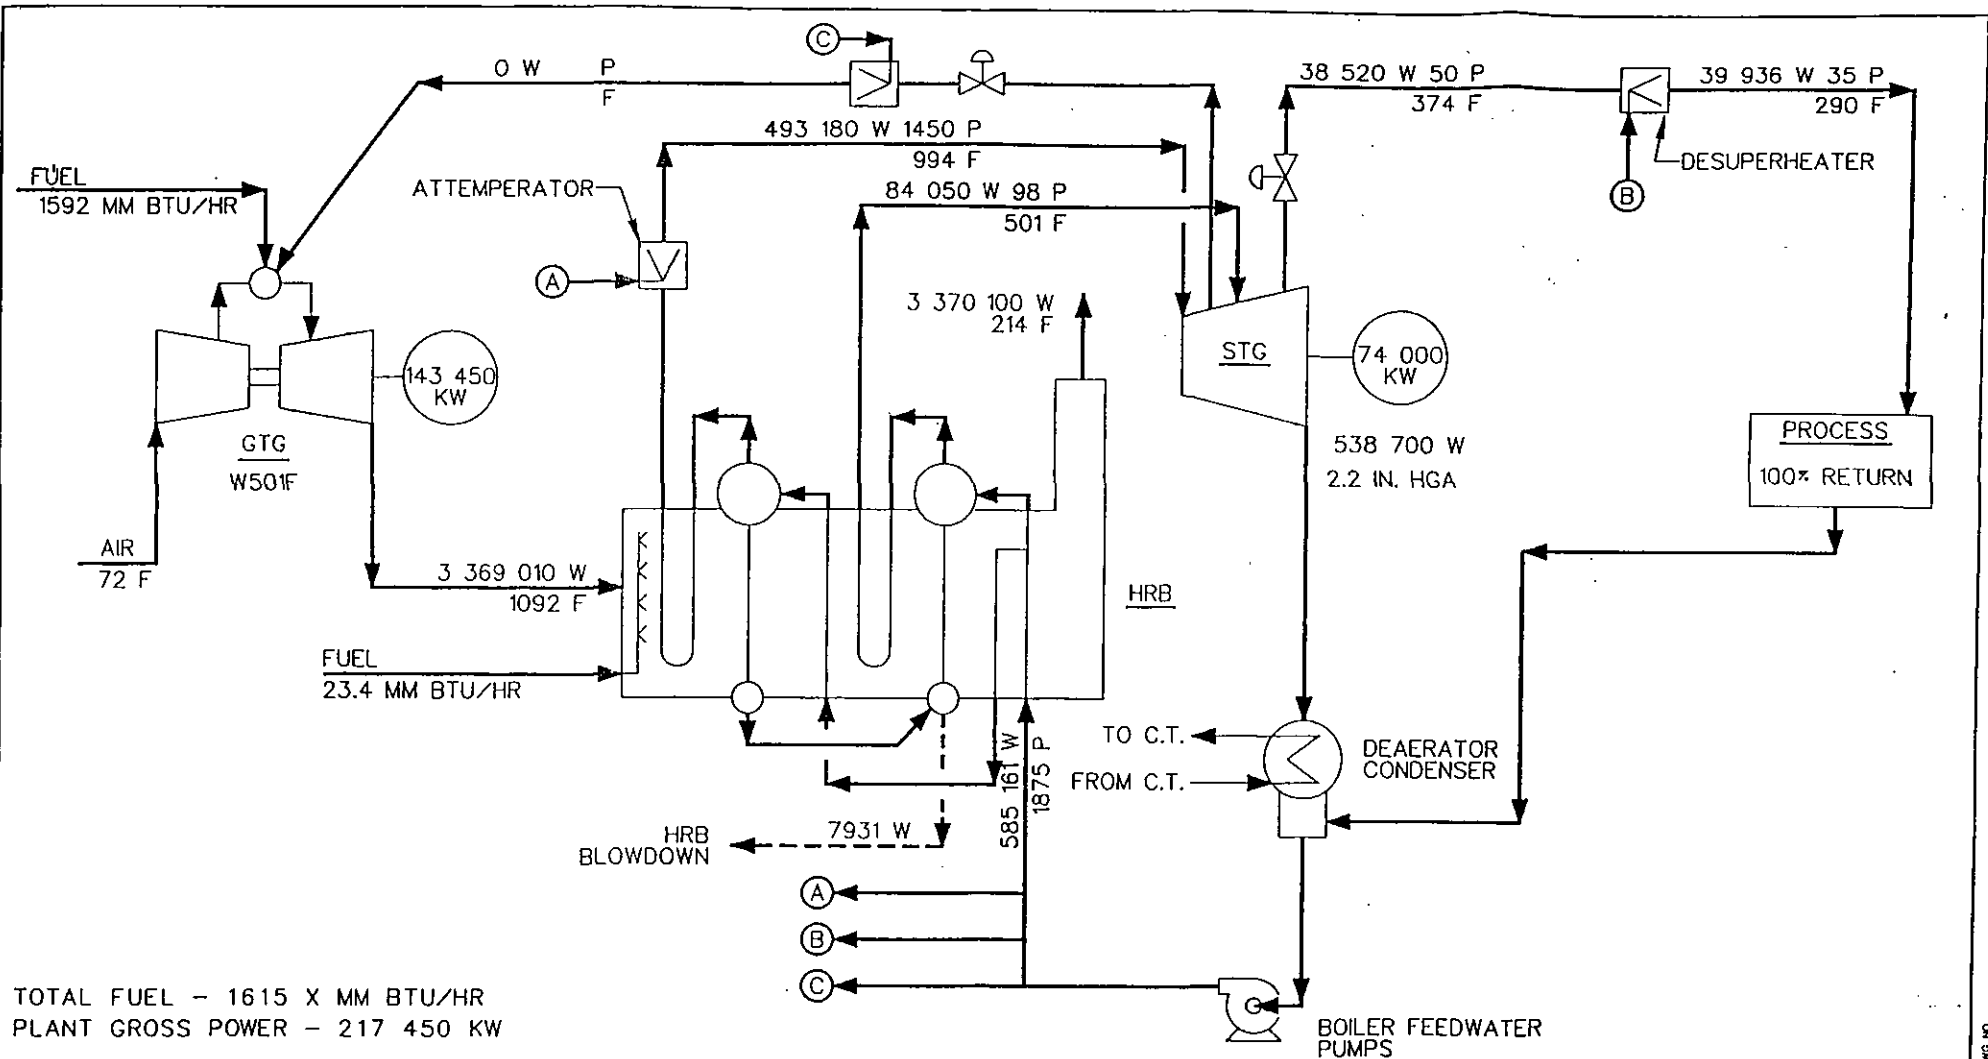 C
0 W P
F
38 520 W 50 P
374 F
39 936 W 35 P
290 F
493 180 W 1450 P
994 F
DESUPERHEATER
B
FUEL
1592 MM BTU/HR
ATTEMPERATOR
84 050 W 98 P
501 F
A
3 370 100 W
214 F
STG
74 000
KW
143 450
KW
GTG
W501F
538 700 W
2.2 IN. HGA
PROCESS
100% RETURN
AIR
72 F
3 369 010 W
1092 F
HRB
FUEL
23.4 MM BTU/HR
TO C.T.
FROM C.T.
DEAERATOR
CONDENSER
585 161 W
1875 P
7931 W
HRB
BLOWDOWN
A
B
C
TOTAL FUEL - 1615 X MM BTU/HR
PLANT GROSS POWER - 217 450 KW
BOILER FEEDWATER
PUMPS